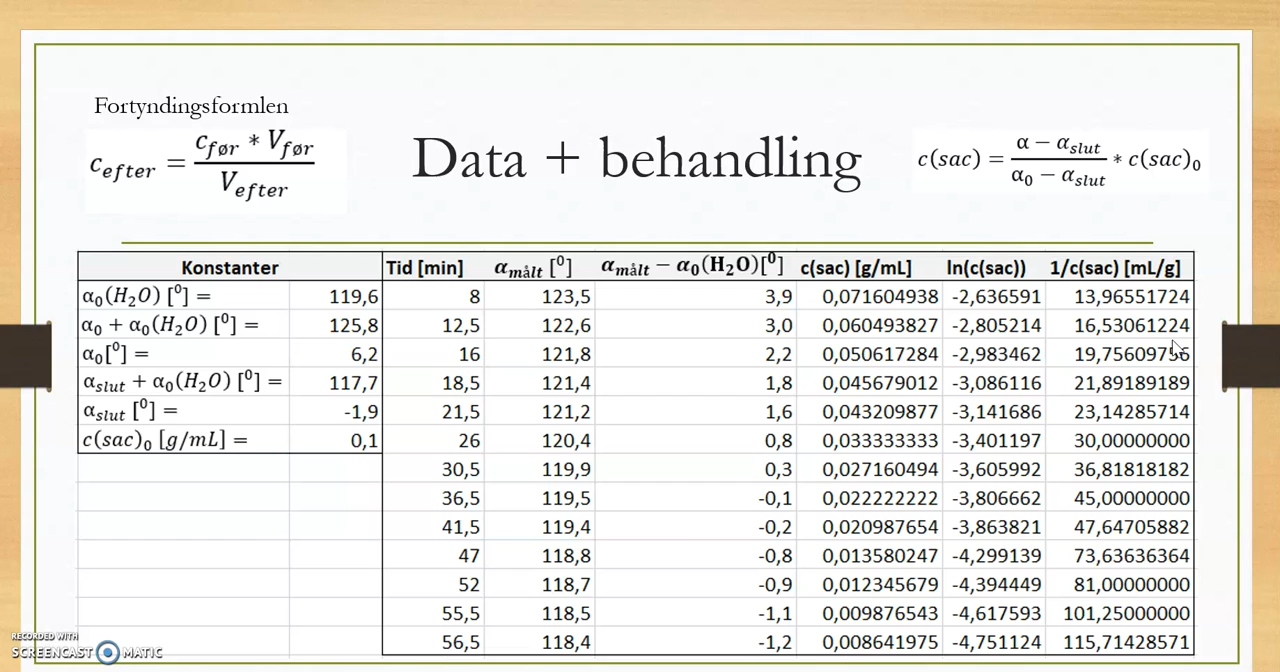 Fortyndingsformlen
c_efter = (c_før * V_før) / V_efter
Data + behandling
c(sac) = (α − α_slut) / (α₀ − α_slut) * c(sac)₀
Konstanter
α₀(H₂O) [⁰] = 119,6
α₀ + α₀(H₂O) [⁰] = 125,8
α₀[⁰] = 6,2
α_slut + α₀(H₂O) [⁰] = 117,7
α_slut [⁰] = -1,9
c(sac)₀ [g/mL] = 0,1
Tid [min] α_målt [⁰] α_målt − α₀(H₂O)[⁰] c(sac) [g/mL] ln(c(sac)) 1/c(sac) [mL/g]
8 123,5 3,9 0,071604938 -2,636591 13,96551724
12,5 122,6 3,0 0,060493827 -2,805214 16,53061224
16 121,8 2,2 0,050617284 -2,983462 19,75609756
18,5 121,4 1,8 0,045679012 -3,086116 21,89189189
21,5 121,2 1,6 0,043209877 -3,141686 23,14285714
26 120,4 0,8 0,033333333 -3,401197 30,00000000
30,5 119,9 0,3 0,027160494 -3,605992 36,81818182
36,5 119,5 -0,1 0,022222222 -3,806662 45,00000000
41,5 119,4 -0,2 0,020987654 -3,863821 47,64705882
47 118,8 -0,8 0,013580247 -4,299139 73,63636364
52 118,7 -0,9 0,012345679 -4,394449 81,00000000
55,5 118,5 -1,1 0,009876543 -4,617593 101,25000000
56,5 118,4 -1,2 0,008641975 -4,751124 115,71428571
RECORDED WITH
SCREENCAST MATIC